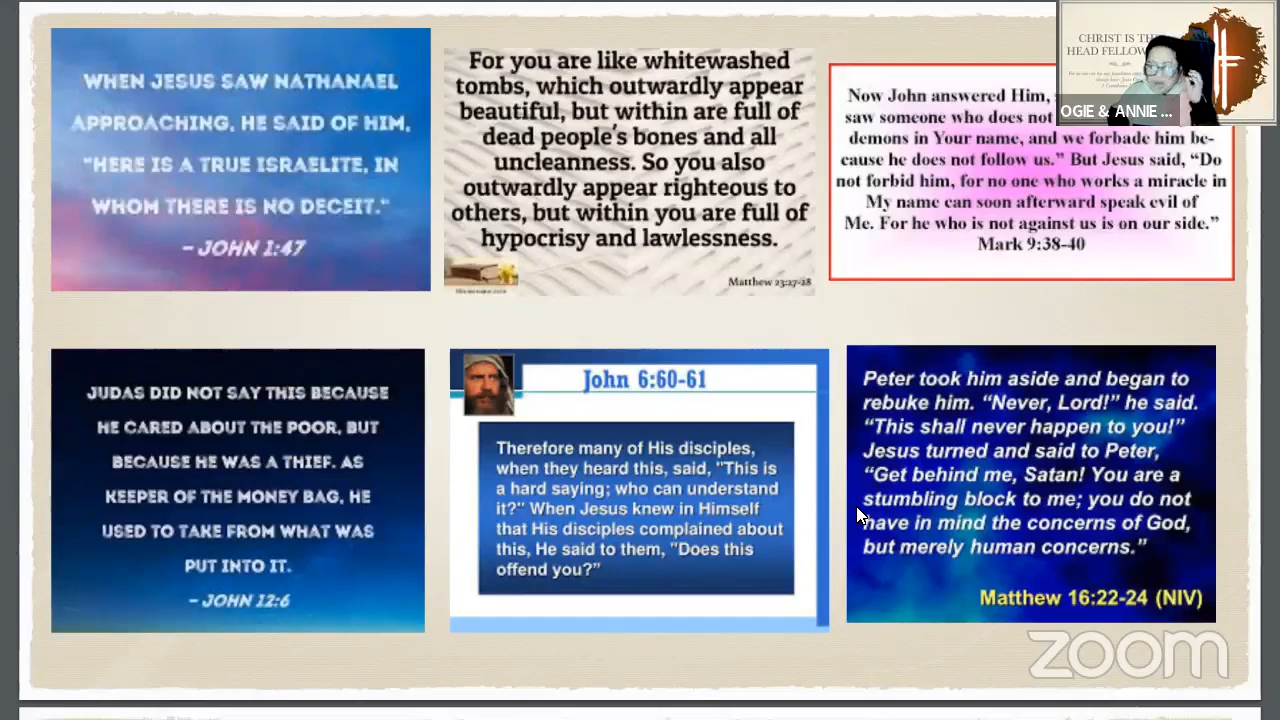 WHEN JESUS SAW NATHANAEL
APPROACHING, HE SAID OF HIM,
"HERE IS A TRUE ISRAELITE, IN
WHOM THERE IS NO DECEIT."
- JOHN 1:47
For you are like whitewashed
tombs, which outwardly appear
beautiful, but within are full of
dead people's bones and all
uncleanness. So you also
outwardly appear righteous to
others, but within you are full of
hypocrisy and lawlessness.
Matthew 23:27-28
CHRIST IS TH
HEAD FELLOW
OGIE & ANNIE ...
Now John answered Him,
saw someone who does not
demons in Your name, and we forbade him be-
cause he does not follow us.” But Jesus said, “Do
not forbid him, for no one who works a miracle in
My name can soon afterward speak evil of
Me. For he who is not against us is on our side.”
Mark 9:38-40
JUDAS DID NOT SAY THIS BECAUSE
HE CARED ABOUT THE POOR, BUT
BECAUSE HE WAS A THIEF. AS
KEEPER OF THE MONEY BAG, HE
USED TO TAKE FROM WHAT WAS
PUT INTO IT.
- JOHN 12:6
John 6:60-61
Therefore many of His disciples,
when they heard this, said, "This is
a hard saying; who can understand
it?" When Jesus knew in Himself
that His disciples complained about
this, He said to them, "Does this
offend you?”
Peter took him aside and began to
rebuke him. “Never, Lord!” he said.
“This shall never happen to you!”
Jesus turned and said to Peter,
“Get behind me, Satan! You are a
stumbling block to me; you do not
have in mind the concerns of God,
but merely human concerns.”
Matthew 16:22-24 (NIV)
zoom